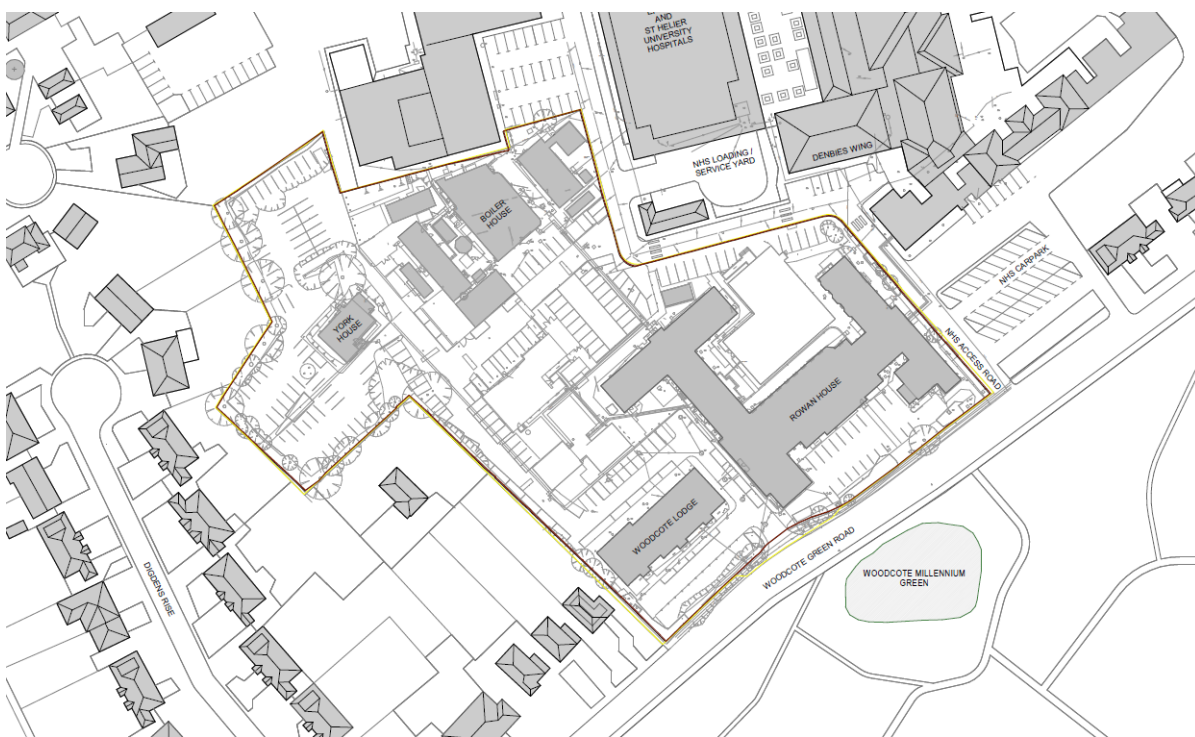 AND
ST HELIER
UNIVERSITY
HOSPITALS
NHS LOADING /
SERVICE YARD
DENBIES WING
BOILER
HOUSE
NHS CARPARK
YORK
HOUSE
NHS ACCESS ROAD
ROWAN HOUSE
WOODCOTE LODGE
WOODCOTE GREEN ROAD
WOODCOTE MILLENNIUM
GREEN
DIGDENS RISE